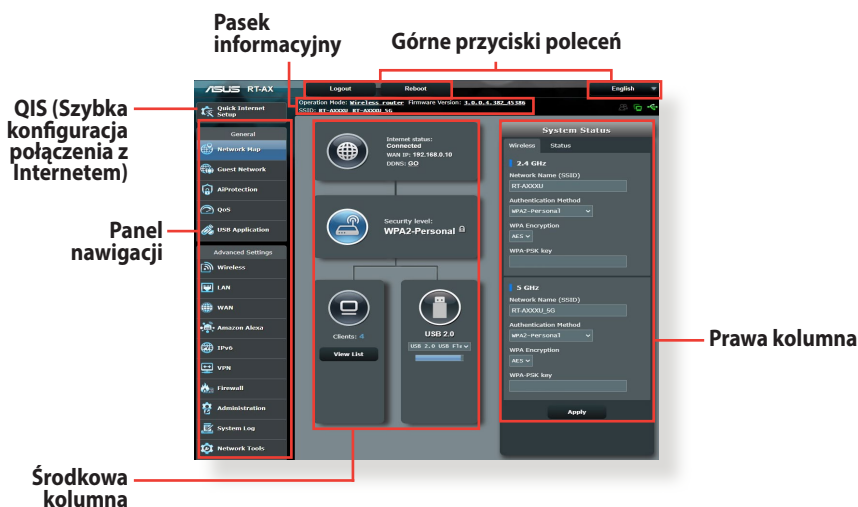 Pasek
informacyjny
Górne przyciski poleceń
QIS (Szybka
konfiguracja
połączenia z
Internetem)
Panel
nawigacji
Środkowa
kolumna
Prawa kolumna
ASUS RT-AX
Logout
Reboot
English
Quick Internet
Setup
Operation Mode: Wireless router Firmware Version: 3.0.0.4.382_45386
SSID: RT-AXXXU RT-AXXXU_5G
General
Network Map
Guest Network
AiProtection
QoS
USB Application
Advanced Settings
Wireless
LAN
WAN
Amazon Alexa
IPv6
VPN
Firewall
Administration
System Log
Network Tools
Internet status:
Connected
WAN IP: 192.168.0.10
DDNS: GO
Security level:
WPA2-Personal
Clients: 4
View List
USB 2.0
USB 2.0 USB Fla
System Status
Wireless
Status
2.4 GHz
Network Name (SSID)
RT-AXXXU
Authentication Method
WPA2-Personal
WPA Encryption
AES
WPA-PSK key
5 GHz
Network Name (SSID)
RT-AXXXU_5G
Authentication Method
WPA2-Personal
WPA Encryption
AES
WPA-PSK key
Apply